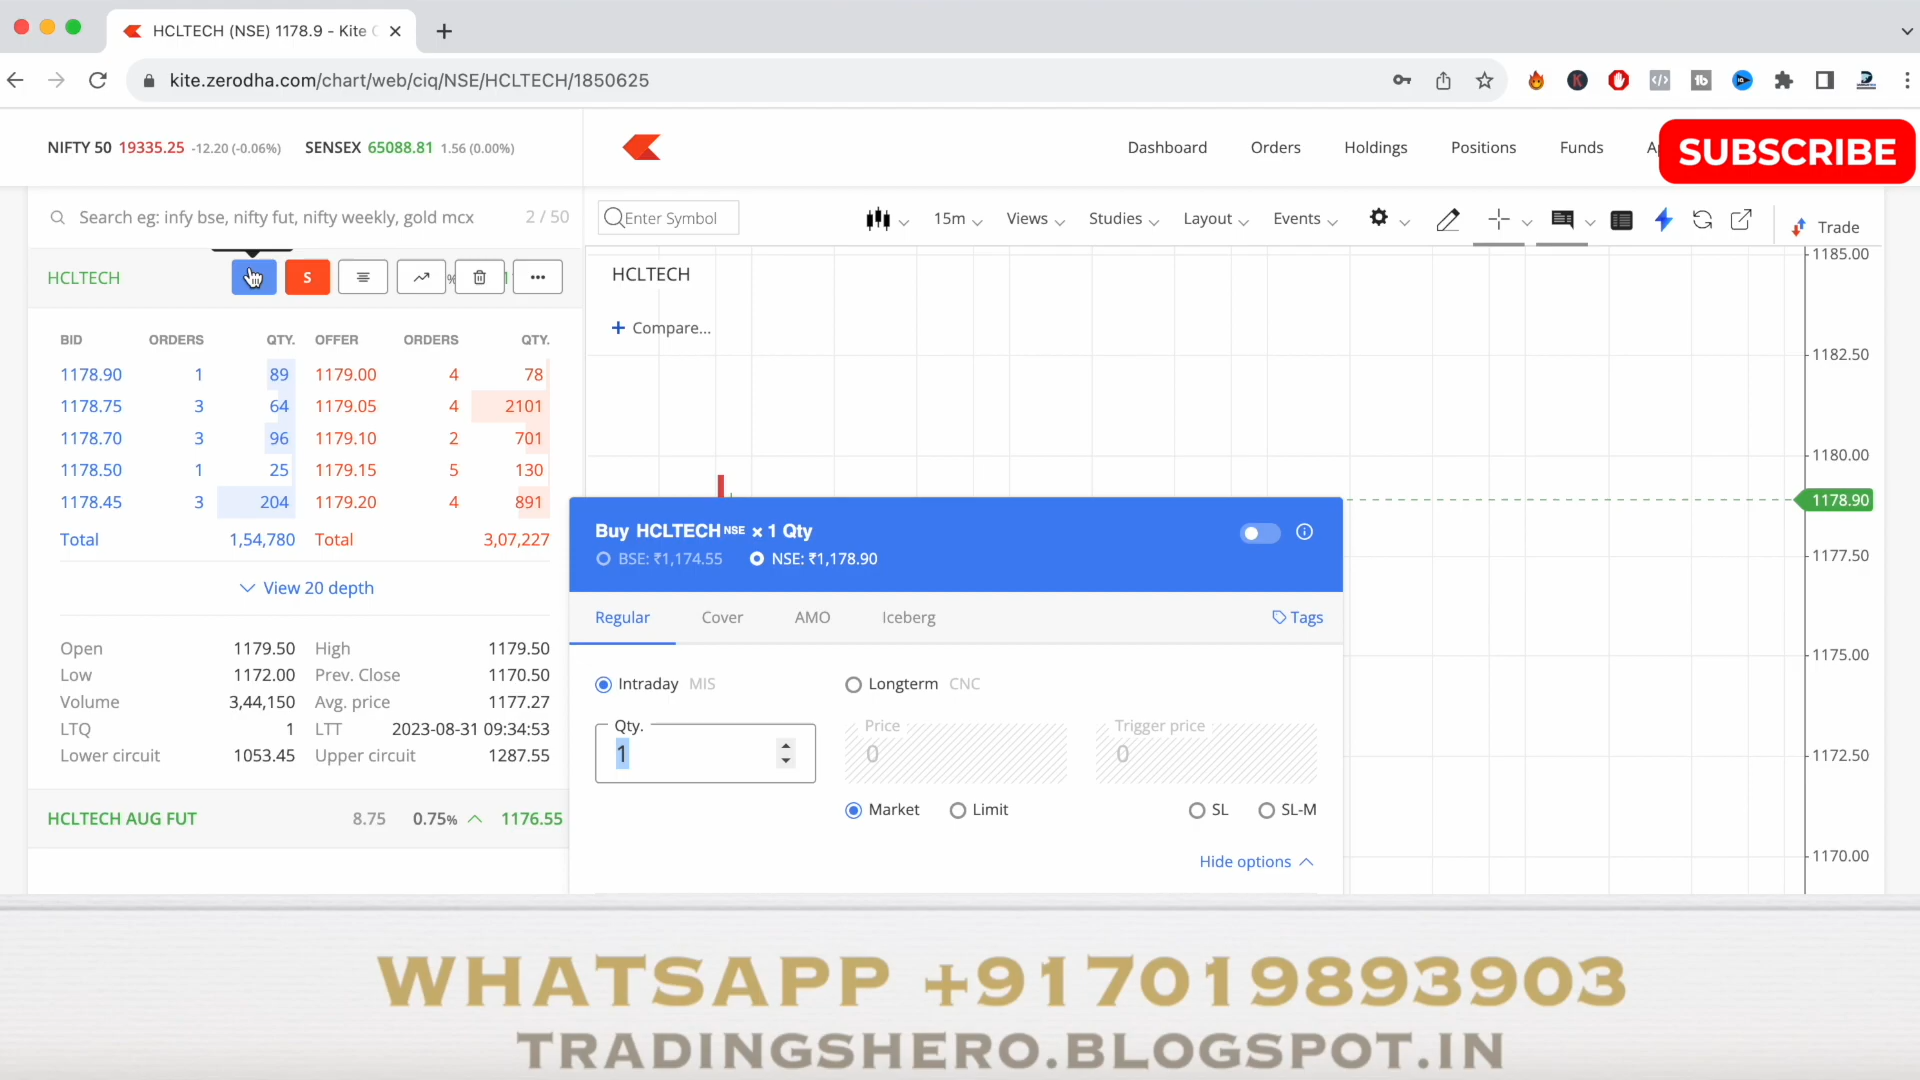 HCLTECH (NSE) 1178.9 - Kite
kite.zerodha.com/chart/web/ciq/NSE/HCLTECH/1850625
NIFTY 50 19335.25 -12.20 (-0.06%) SENSEX 65088.81 1.56 (0.00%)
Dashboard Orders Holdings Positions Funds
SUBSCRIBE
Search eg: infy bse, nifty fut, nifty weekly, gold mcx 2 / 50
Enter Symbol 15m Views Studies Layout Events Trade
HCLTECH S %
HCLTECH
+ Compare...
BID ORDERS QTY. OFFER ORDERS QTY.
1178.90 1 89 1179.00 4 78
1178.75 3 64 1179.05 4 2101
1178.70 3 96 1179.10 2 701
1178.50 1 25 1179.15 5 130
1178.45 3 204 1179.20 4 891
Total 1,54,780 Total 3,07,227
View 20 depth
Open 1179.50 High 1179.50
Low 1172.00 Prev. Close 1170.50
Volume 3,44,150 Avg. price 1177.27
LTQ 1 LTT 2023-08-31 09:34:53
Lower circuit 1053.45 Upper circuit 1287.55
HCLTECH AUG FUT 8.75 0.75% 1176.55
Buy HCLTECH NSE × 1 Qty
BSE: ₹1,174.55 NSE: ₹1,178.90
Regular Cover AMO Iceberg Tags
Intraday MIS Longterm CNC
Qty. Price Trigger price
1 0 0
Market Limit SL SL-M
Hide options
1185.00
1182.50
1180.00
1178.90
1177.50
1175.00
1172.50
1170.00
WHATSAPP +917019893903
TRADINGSHERO.BLOGSPOT.IN